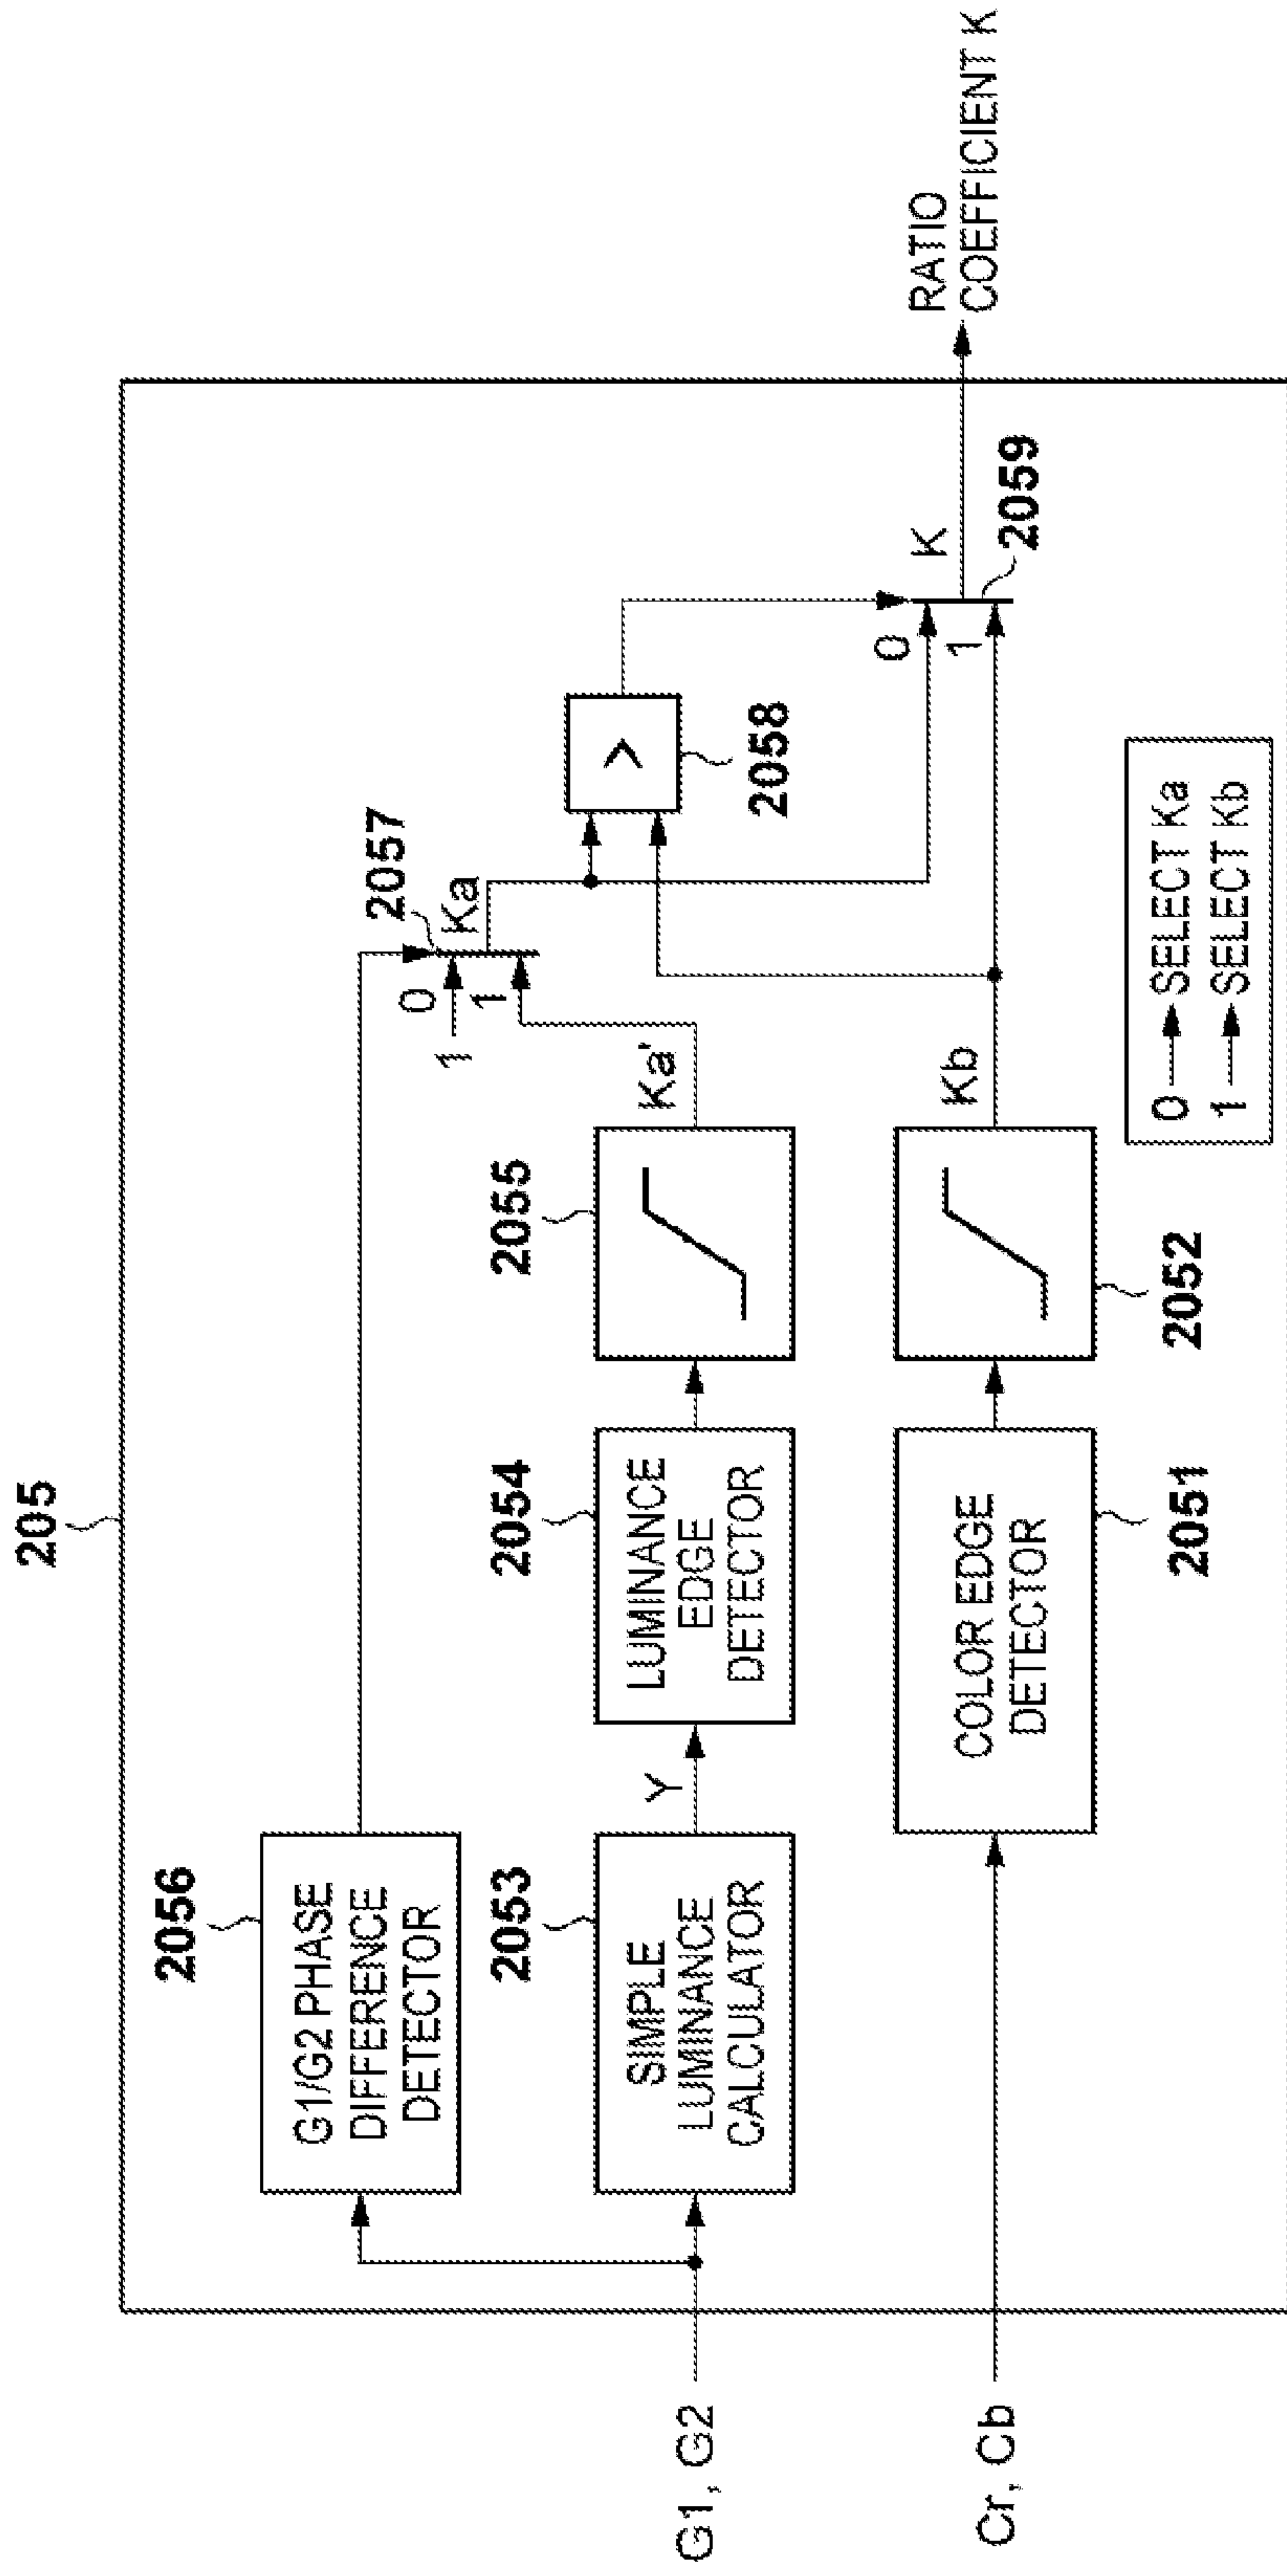 205
2056
G1/G2 PHASE
DIFFERENCE
DETECTOR
2053
SIMPLE
LUMINANCE
CALCULATOR
Y
2054
LUMINANCE
EDGE
DETECTOR
2055
Ka'
0
1
1
2057
Ka
>
2058
0
1
K
2059
RATIO
COEFFICIENT K
G1, G2
Cr, Cb
COLOR EDGE
DETECTOR
2051
2052
Kb
0 SELECT Ka
1 SELECT Kb